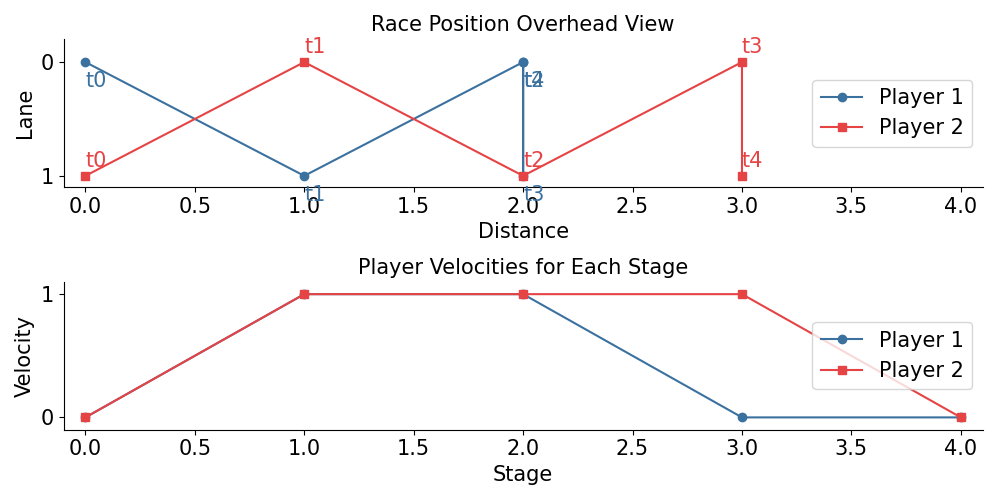 Race Position Overhead View
t1
t3
0
t0
t4
t2
Player 1
Player 2
Lane
t0
t2
t4
1
t1
t3
0.0 0.5 1.0 1.5 2.0 2.5 3.0 3.5 4.0
Distance
Player Velocities for Each Stage
1
Player 1
Player 2
Velocity
0
0.0 0.5 1.0 1.5 2.0 2.5 3.0 3.5 4.0
Stage